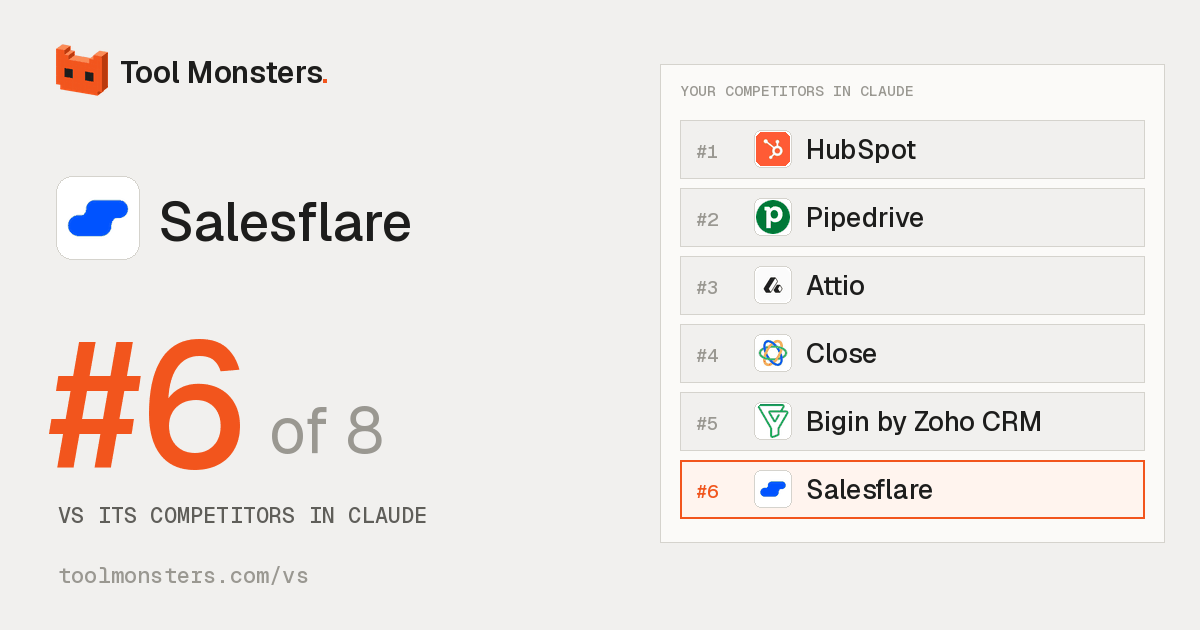 Tool Monsters.
Salesflare
#6 of 8
VS ITS COMPETITORS IN CLAUDE
toolmonsters.com/vs
YOUR COMPETITORS IN CLAUDE
#1 HubSpot
#2 Pipedrive
#3 Attio
#4 Close
#5 Bigin by Zoho CRM
#6 Salesflare